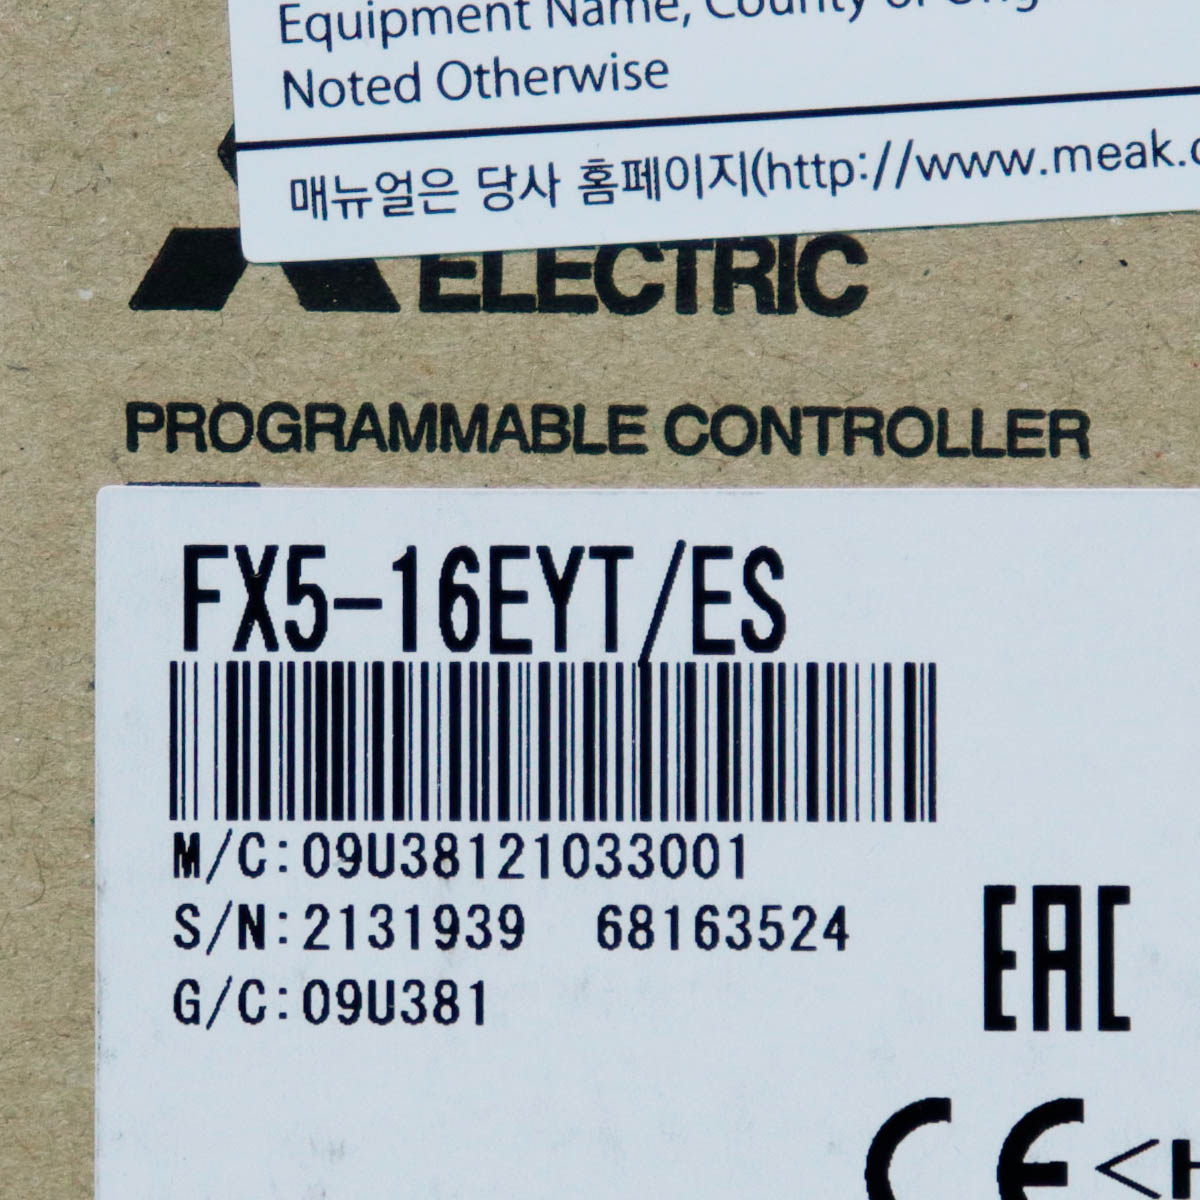 Equipment Name, County of
Noted Otherwise
매뉴얼은 당사 홈페이지(http://www.meak.
ELECTRIC
PROGRAMMABLE CONTROLLER
FX5-16EYT/ES
M/C:09U38121033001
S/N:2131939 68163524
G/C:09U381
EAC
CE <H